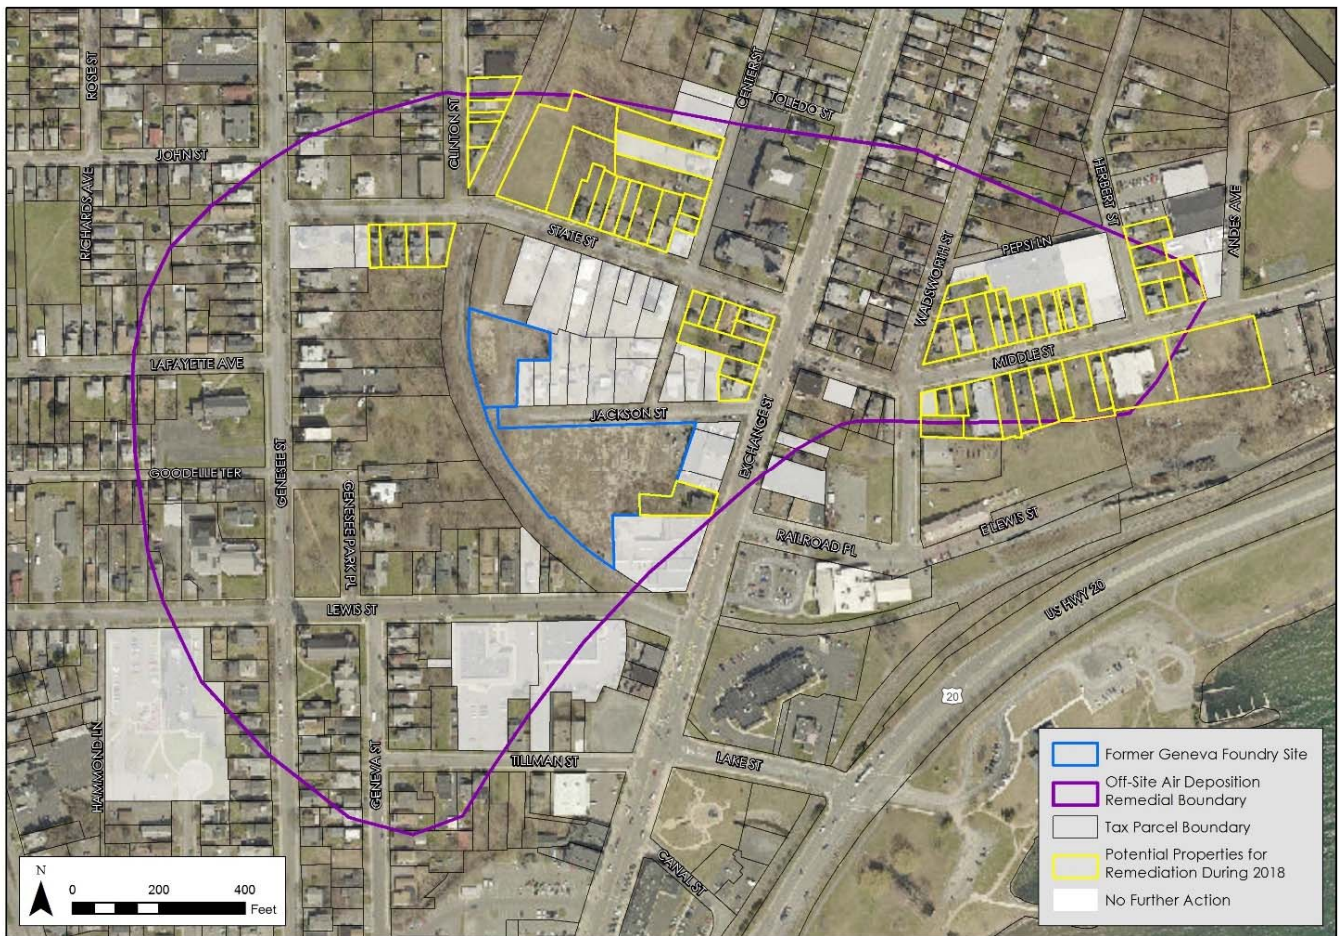 ROSE ST
CLINTON ST
CENTER ST
TOLEDO ST
JOHN ST
RICHARDS AVE
HERBERT ST
ANDES AVE
STATE ST
PEPSI LN
WADSWORTH ST
MIDDLE ST
LAFAYETTE AVE
JACKSON ST
EXCHANGE ST
GENESEE ST
GOODELLE TER
GENESEE PARK PL
E LEWIS ST
RAILROAD PL
LEWIS ST
US HWY 20
20
HAMMOND LN
GENEVA ST
TILLMAN ST
LAKE ST
CANAL ST
N
0 200 400
Feet
Former Geneva Foundry Site
Off-Site Air Deposition
Remedial Boundary
Tax Parcel Boundary
Potential Properties for
Remediation During 2018
No Further Action